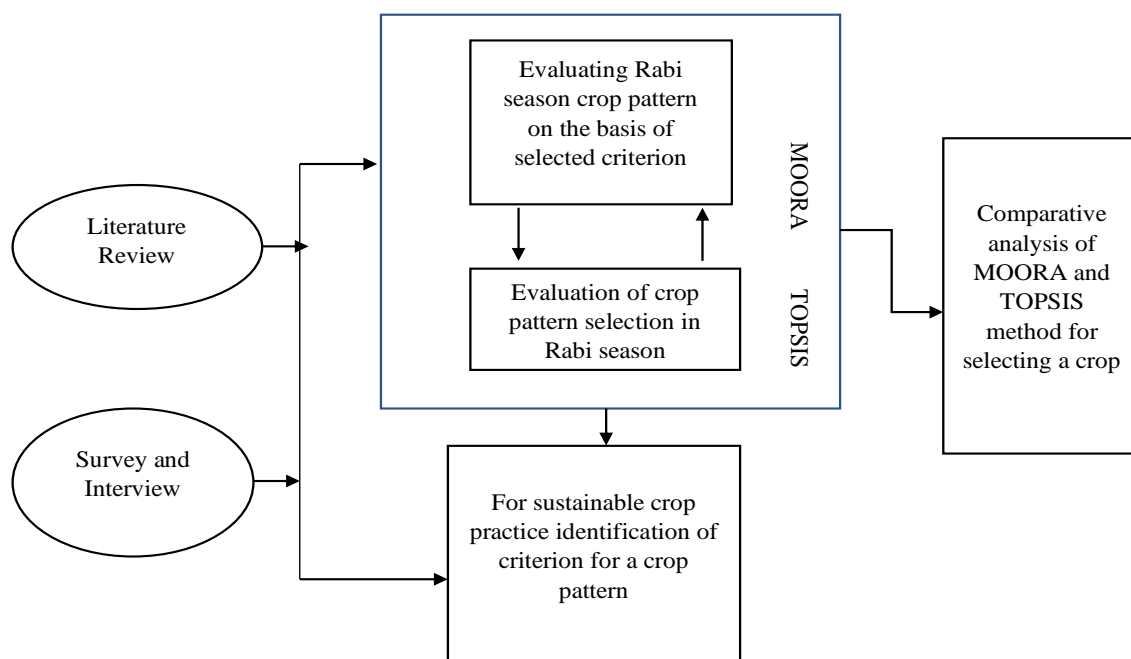 Evaluating Rabi
season crop pattern
on the basis of
selected criterion
MOORA
Literature
Review
Comparative
analysis of
MOORA and
TOPSIS
method for
selecting a crop
Evaluation of crop
pattern selection in
Rabi season
TOPSIS
Survey and
Interview
For sustainable crop
practice identification of
criterion for a crop
pattern